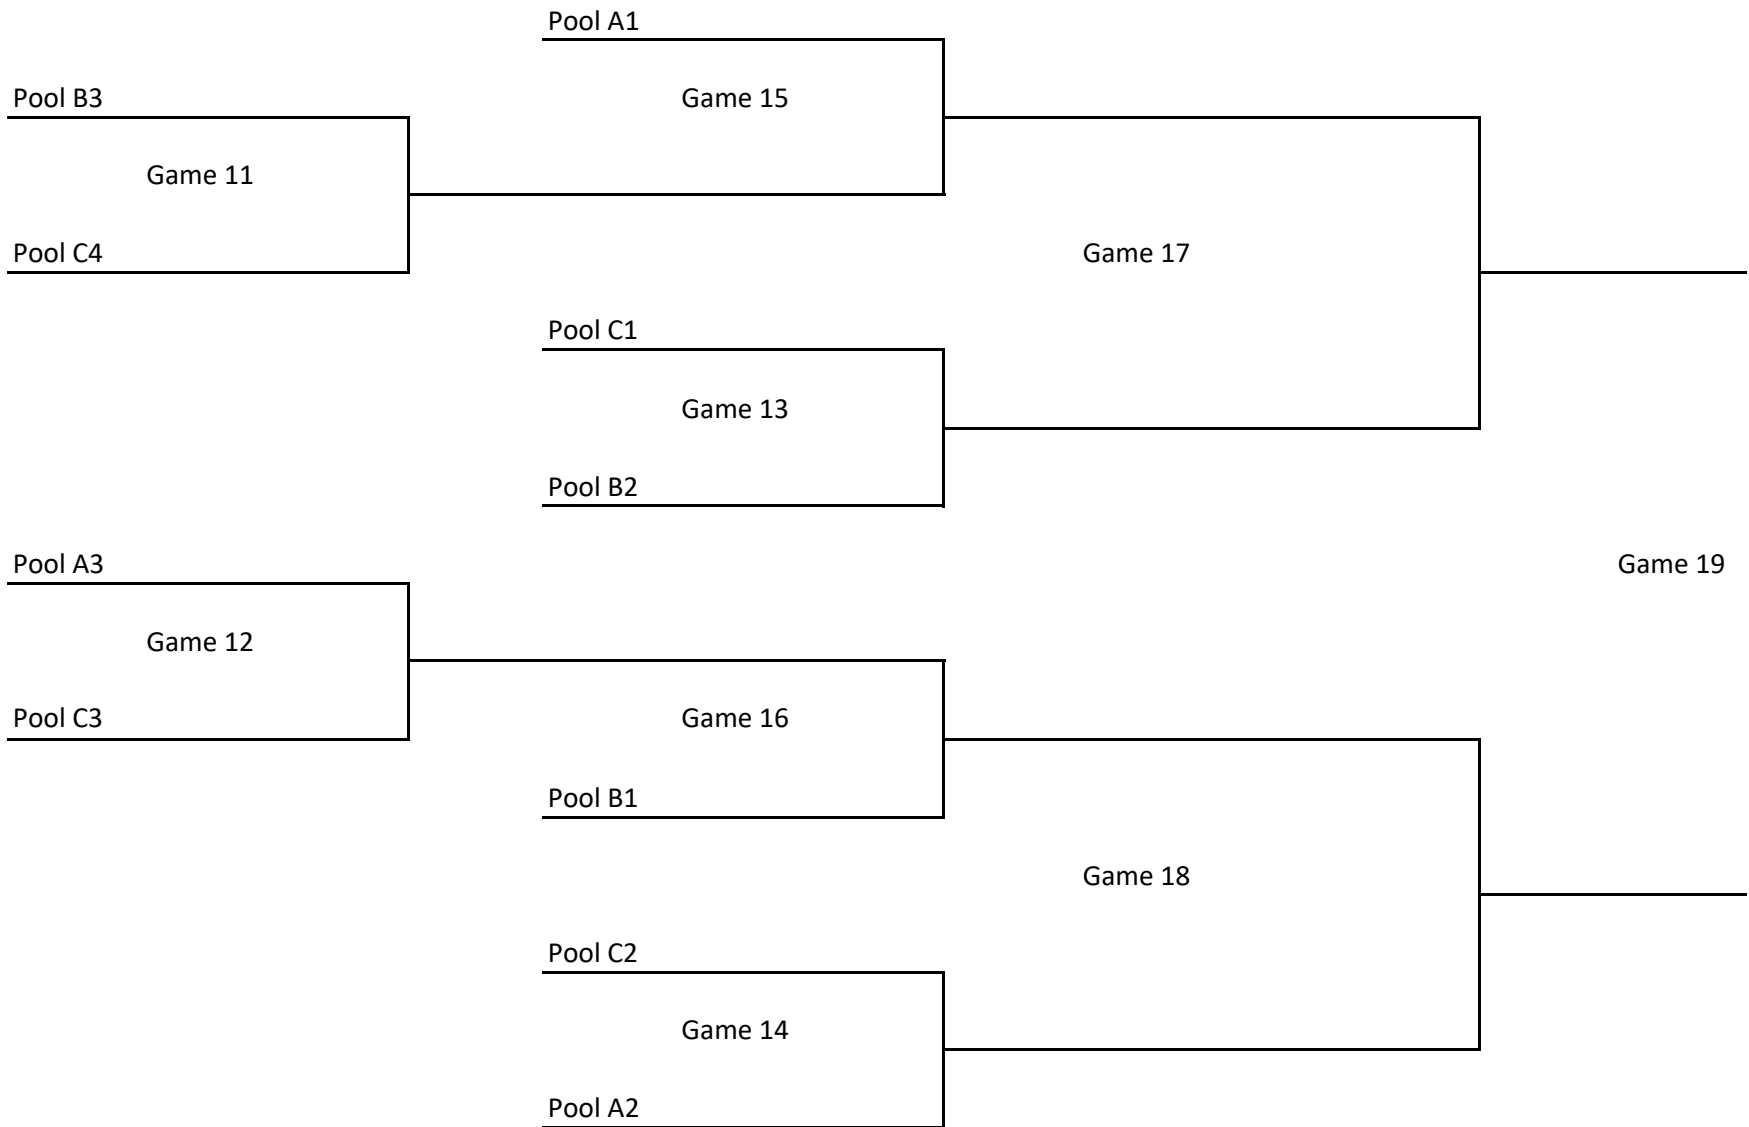 Pool A1
Pool B3
Game 15
Game 11
Pool C4
Game 17
Pool C1
Game 13
Pool B2
Pool A3
Game 19
Game 12
Pool C3
Game 16
Pool B1
Game 18
Pool C2
Game 14
Pool A2